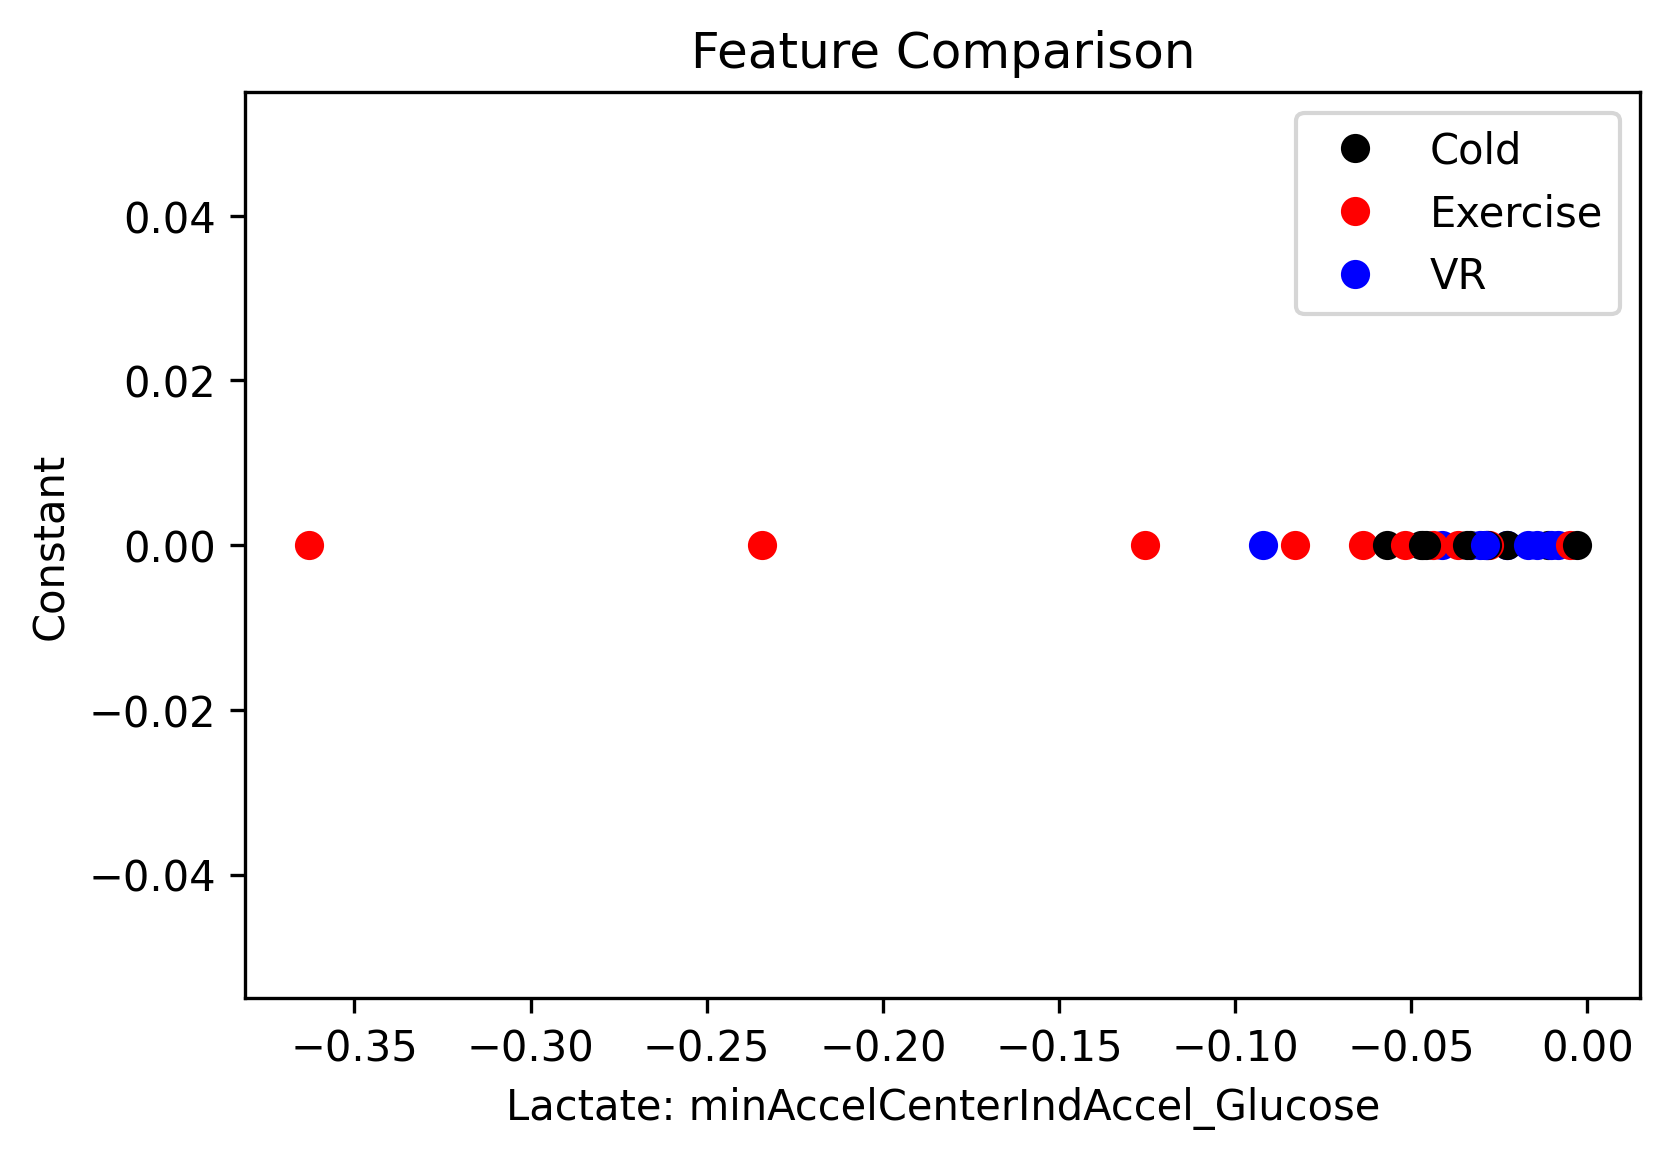 Feature Comparison
Cold
Exercise
VR
0.04
0.02
0.00
−0.02
−0.04
Constant
−0.35
−0.30
−0.25
−0.20
−0.15
−0.10
−0.05
0.00
Lactate: minAccelCenterIndAccel_Glucose